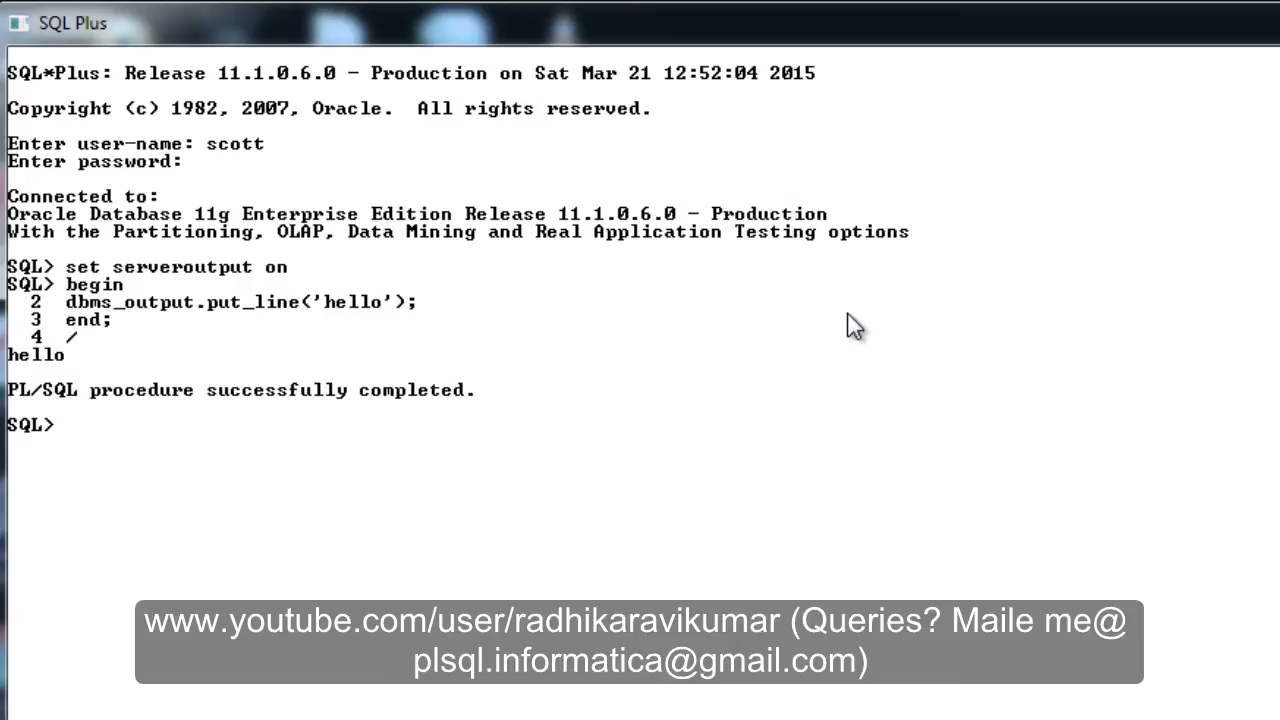 SQL Plus
SQL*Plus: Release 11.1.0.6.0 - Production on Sat Mar 21 12:52:04 2015
Copyright (c) 1982, 2007, Oracle.  All rights reserved.
Enter user-name: scott
Enter password:
Connected to:
Oracle Database 11g Enterprise Edition Release 11.1.0.6.0 - Production
With the Partitioning, OLAP, Data Mining and Real Application Testing options
SQL> set serveroutput on
SQL> begin
2  dbms_output.put_line('hello');
3  end;
4  /
hello
PL/SQL procedure successfully completed.
SQL>
www.youtube.com/user/radhikaravikumar (Queries? Maile me@
plsql.informatica@gmail.com)